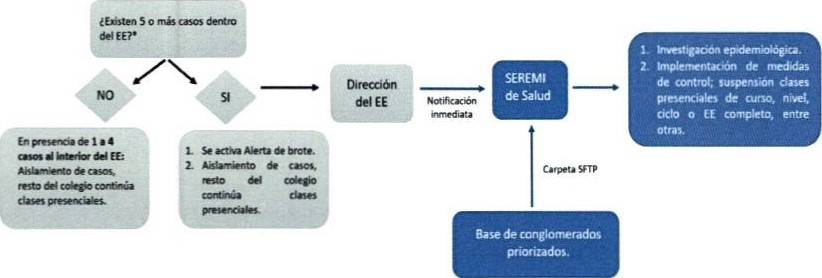 ¿Existen 5 o más casos dentro
del EE?*
NO
SI
En presencia de 1 a 4
casos al interior del EE:
Aislamiento de casos,
resto del colegio continúa
clases presenciales.
1. Se activa Alerta de brote.
2. Aislamiento de casos,
resto del colegio
continúa clases
presenciales.
Dirección
del EE
Notificación
inmediata
SEREMI
de Salud
Carpeta SFTP
Base de conglomerados
priorizados.
1. Investigación epidemiológica.
2. Implementación de medidas
de control; suspensión clases
presenciales de curso, nivel,
ciclo o EE completo, entre
otras.